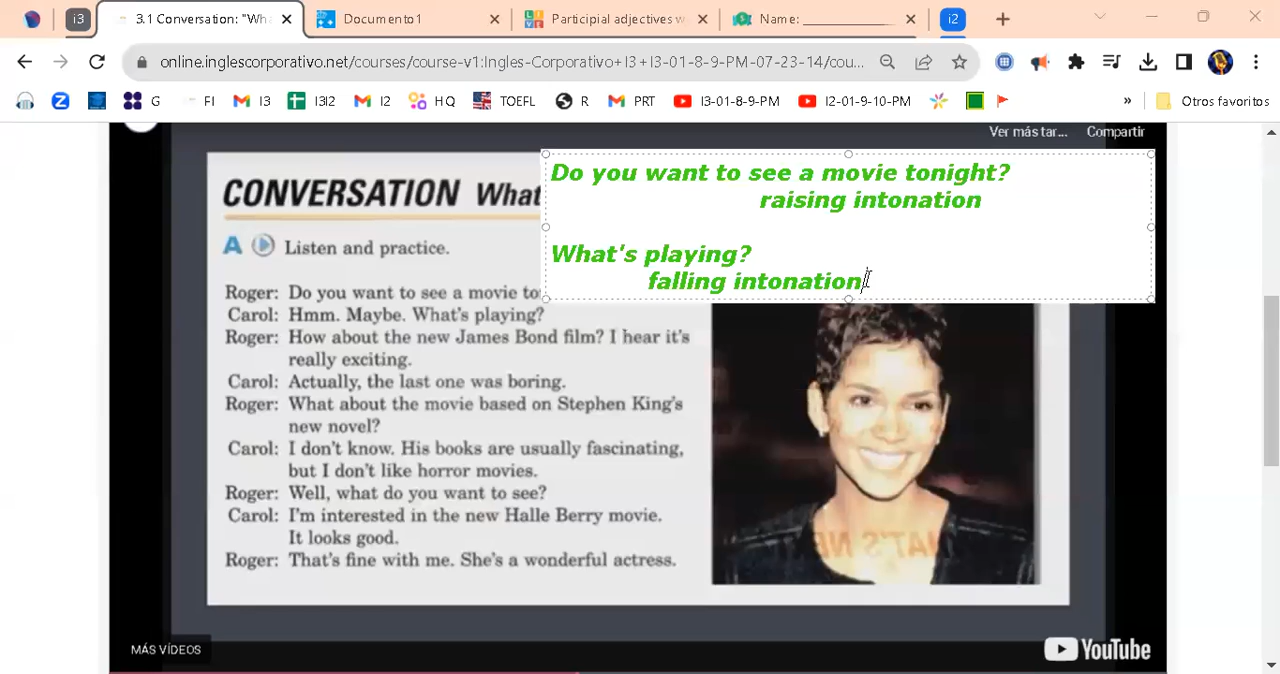 i3
3.1 Conversation: "Wha
Documento1
Participial adjectives w
Name: ______________
i2
online.inglescorporativo.net/courses/course-v1:Ingles-Corporativo+I3+I3-01-8-9-PM-07-23-14/cou...
G
FI
I3
I3I2
I2
HQ
TOEFL
R
PRT
I3-01-8-9-PM
I2-01-9-10-PM
»
Otros favoritos
Ver más tar...
Compartir
CONVERSATION What
Do you want to see a movie tonight?
raising intonation
What's playing?
falling intonation
A Listen and practice.
Roger: Do you want to see a movie to
Carol: Hmm. Maybe. What's playing?
Roger: How about the new James Bond film? I hear it's
really exciting.
Carol: Actually, the last one was boring.
Roger: What about the movie based on Stephen King's
new novel?
Carol: I don't know. His books are usually fascinating,
but I don't like horror movies.
Roger: Well, what do you want to see?
Carol: I'm interested in the new Halle Berry movie.
It looks good.
Roger: That's fine with me. She's a wonderful actress.
MÁS VÍDEOS
YouTube